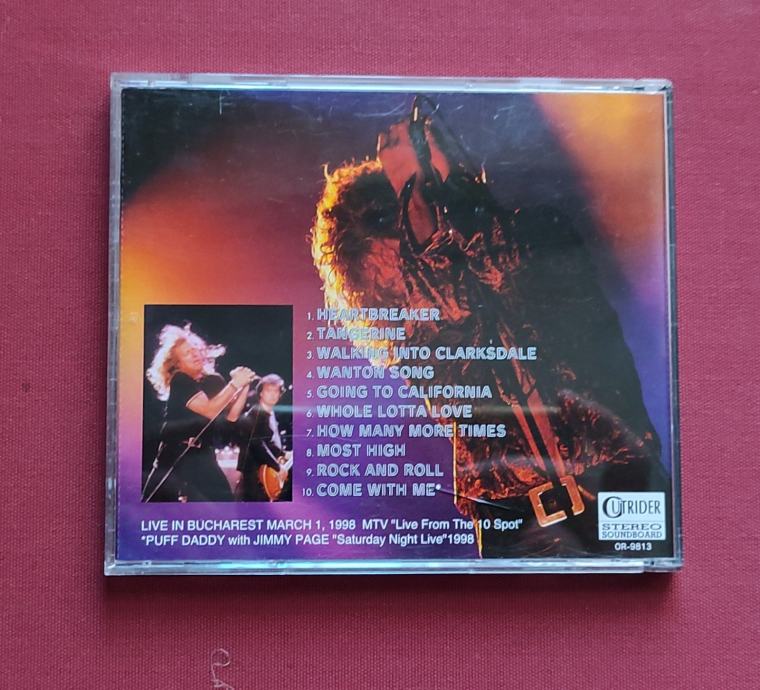 1. HEARTBREAKER
2. TANGERINE
3. WALKING INTO CLARKSDALE
4. WANTON SONG
5. GOING TO CALIFORNIA
6. WHOLE LOTTA LOVE
7. HOW MANY MORE TIMES
8. MOST HIGH
9. ROCK AND ROLL
10. COME WITH ME*
LIVE IN BUCHAREST MARCH 1, 1998 MTV "Live From The 10 Spot"
*PUFF DADDY with JIMMY PAGE "Saturday Night Live"1998
OUTRIDER
STEREO
SOUNDBOARD
OR-9813